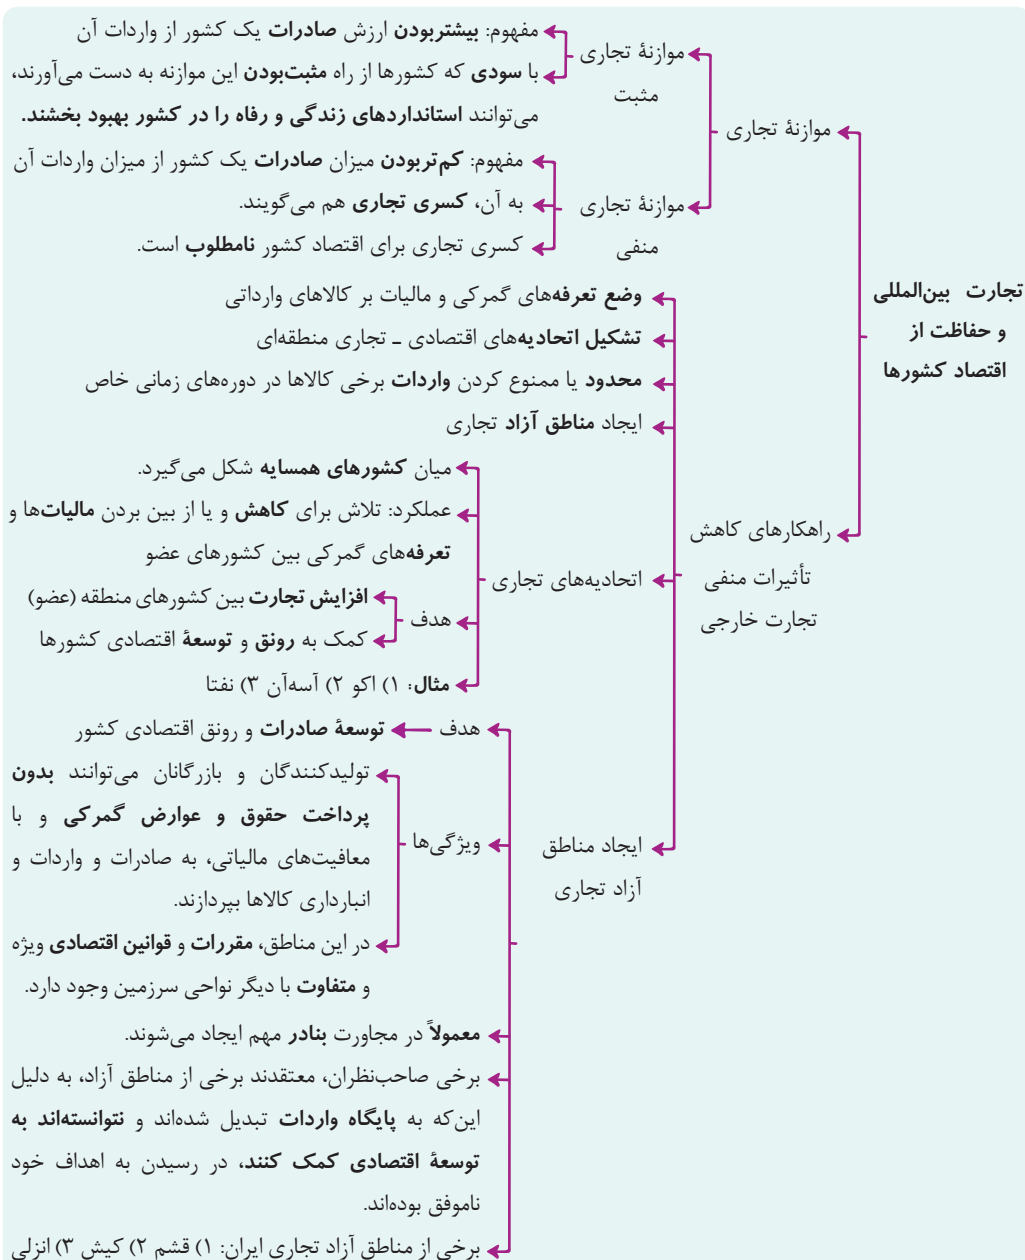 تجارت بین‌المللی
و حفاظت از
اقتصاد کشورها
موازنهٔ تجاری
موازنهٔ تجاری
مثبت
مفهوم: بیشتربودن ارزش صادرات یک کشور از واردات آن
با سودی که کشورها از راه مثبت‌بودن این موازنه به دست می‌آورند،
می‌توانند استانداردهای زندگی و رفاه را در کشور بهبود بخشند.
موازنهٔ تجاری
منفی
مفهوم: کم‌تربودن میزان صادرات یک کشور از میزان واردات آن
به آن، کسری تجاری هم می‌گویند.
کسری تجاری برای اقتصاد کشور نامطلوب است.
راهکارهای کاهش
تأثیرات منفی
تجارت خارجی
وضع تعرفه‌های گمرکی و مالیات بر کالاهای وارداتی
تشکیل اتحادیه‌های اقتصادی ـ تجاری منطقه‌ای
محدود یا ممنوع کردن واردات برخی کالاها در دوره‌های زمانی خاص
ایجاد مناطق آزاد تجاری
اتحادیه‌های تجاری
میان کشورهای همسایه شکل می‌گیرد.
عملکرد: تلاش برای کاهش و یا از بین بردن مالیات‌ها و
تعرفه‌های گمرکی بین کشورهای عضو
هدف
افزایش تجارت بین کشورهای منطقه (عضو)
کمک به رونق و توسعهٔ اقتصادی کشورها
مثال: ۱) اکو ۲) آسه‌آن ۳) نفتا
ایجاد مناطق
آزاد تجاری
هدف
توسعهٔ صادرات و رونق اقتصادی کشور
ویژگی‌ها
تولیدکنندگان و بازرگانان می‌توانند بدون
پرداخت حقوق و عوارض گمرکی و با
معافیت‌های مالیاتی، به صادرات و واردات و
انبارداری کالاها بپردازند.
در این مناطق، مقررات و قوانین اقتصادی ویژه
و متفاوت با دیگر نواحی سرزمین وجود دارد.
معمولاً در مجاورت بنادر مهم ایجاد می‌شوند.
برخی صاحب‌نظران، معتقدند برخی از مناطق آزاد، به دلیل
این‌که به پایگاه واردات تبدیل شده‌اند و نتوانسته‌اند به
توسعهٔ اقتصادی کمک کنند، در رسیدن به اهداف خود
ناموفق بوده‌اند.
برخی از مناطق آزاد تجاری ایران: ۱) قشم ۲) کیش ۳) انزلی